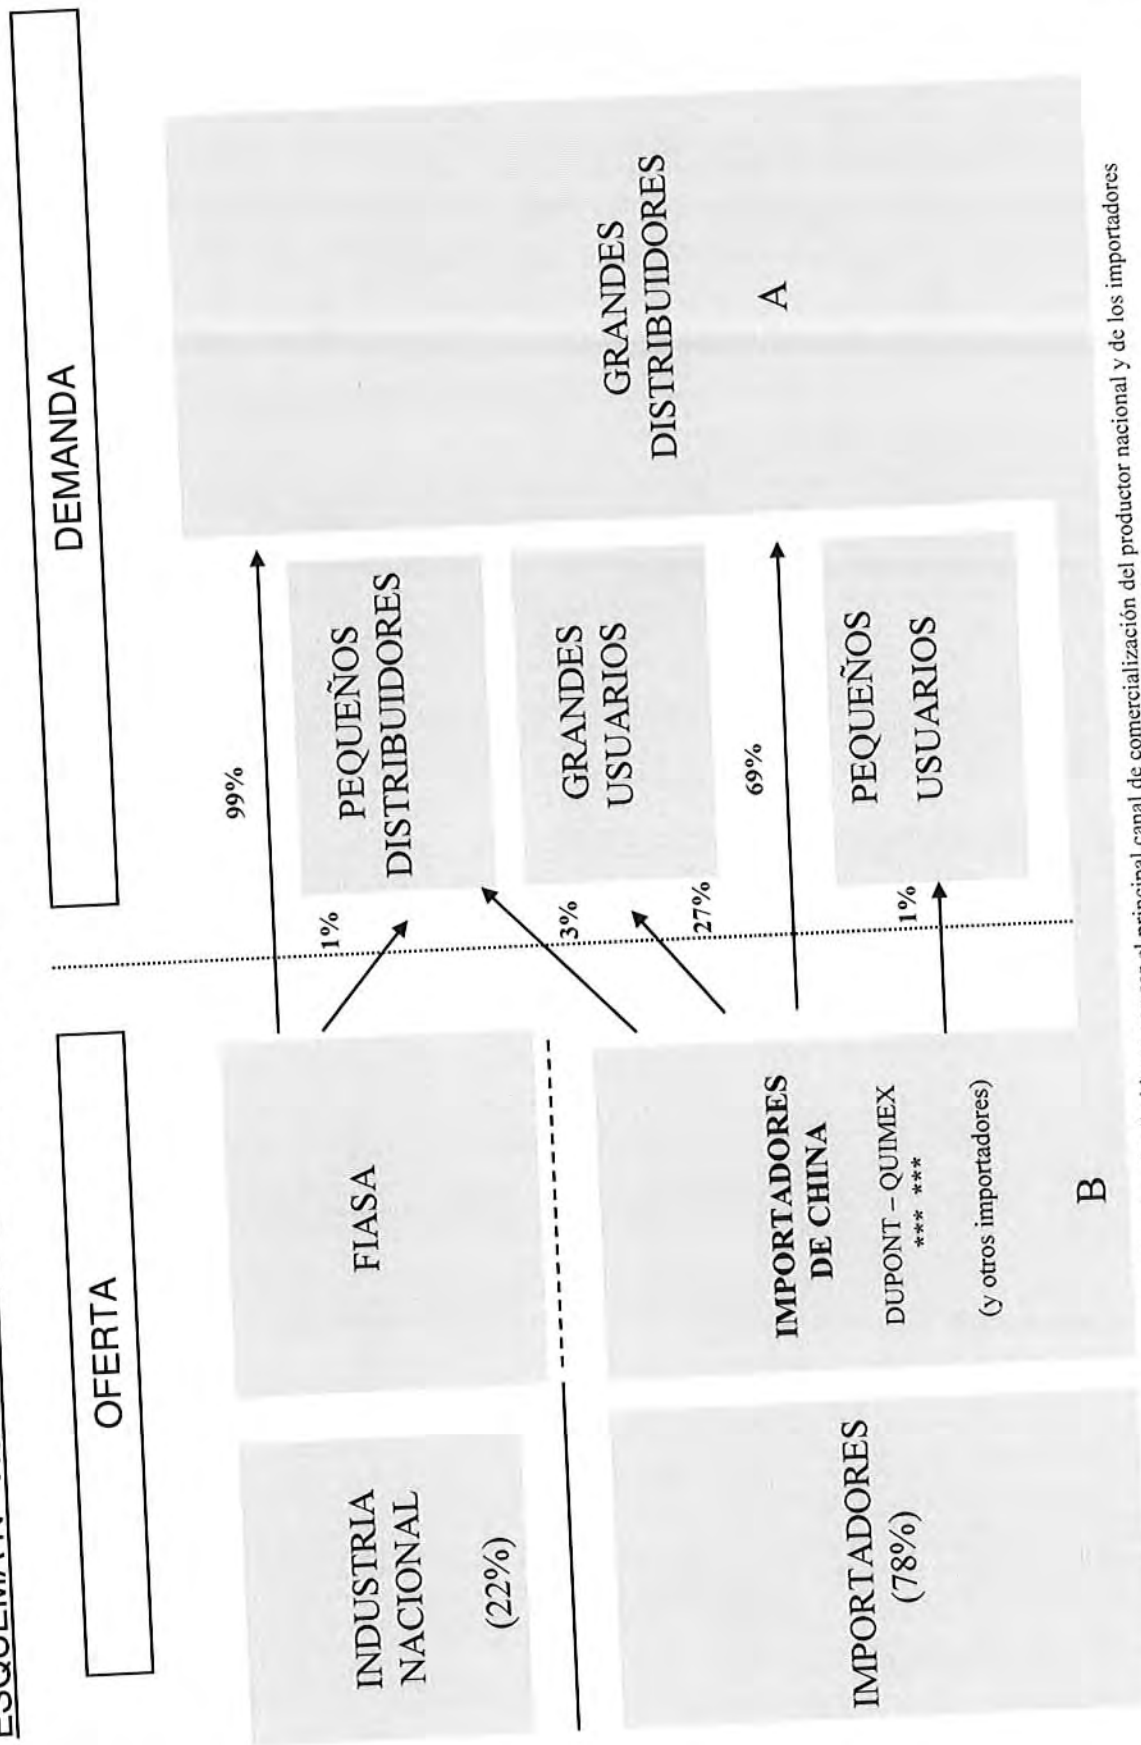 OFERTA
DEMANDA
INDUSTRIA
NACIONAL
(22%)
FIASA
99%
1%
PEQUEÑOS
DISTRIBUIDORES
3%
GRANDES
USUARIOS
27%
69%
PEQUEÑOS
USUARIOS
1%
GRANDES
DISTRIBUIDORES
A
IMPORTADORES
(78%)
IMPORTADORES
DE CHINA
DUPONT – QUIMEX
*** ***
(y otros importadores)
B
el principal canal de comercialización del productor nacional y de los importadores